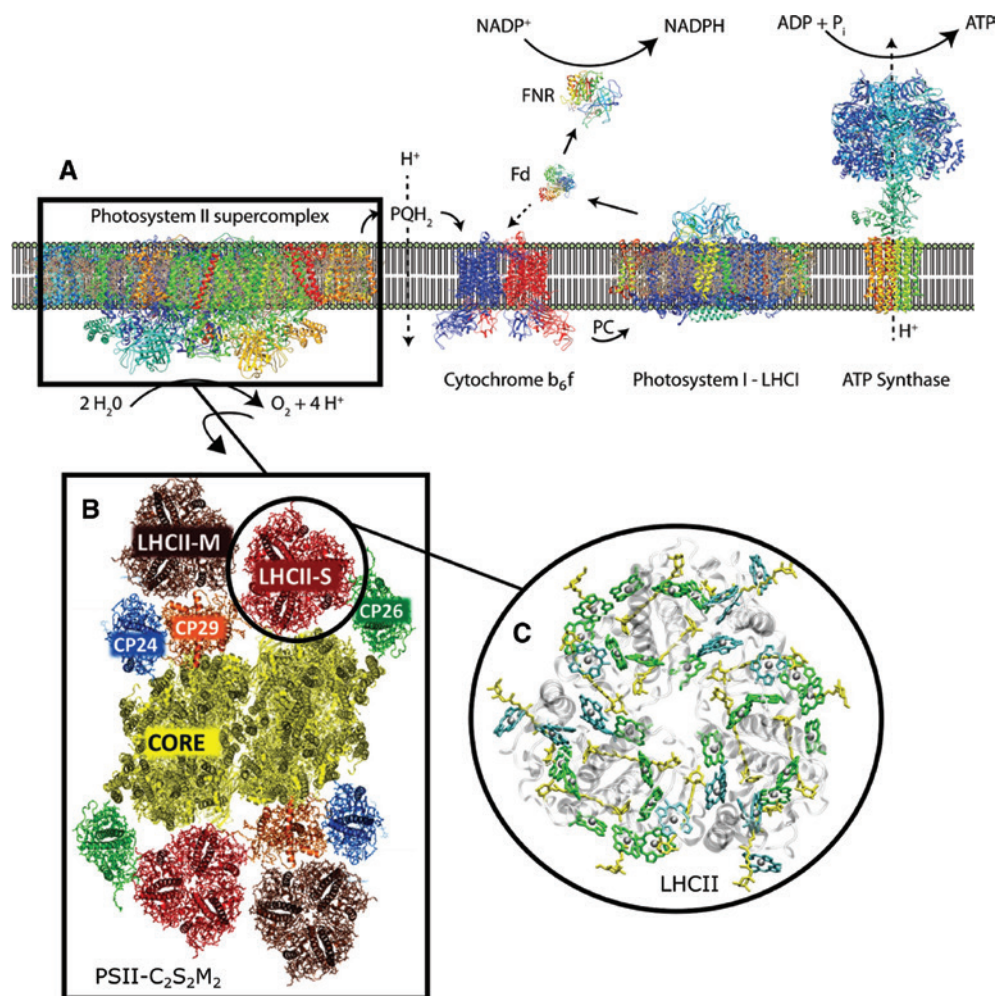 NADP⁺
NADPH
ADP + Pᵢ
ATP
FNR
A
H⁺
Fd
Photosystem II supercomplex
PQH₂
PC
H⁺
Cytochrome b₆f
Photosystem I - LHCI
ATP Synthase
2 H₂0
O₂ + 4 H⁺
B
LHCII-M
LHCII-S
CP26
CP24
CP29
C
CORE
LHCII
PSII-C₂S₂M₂